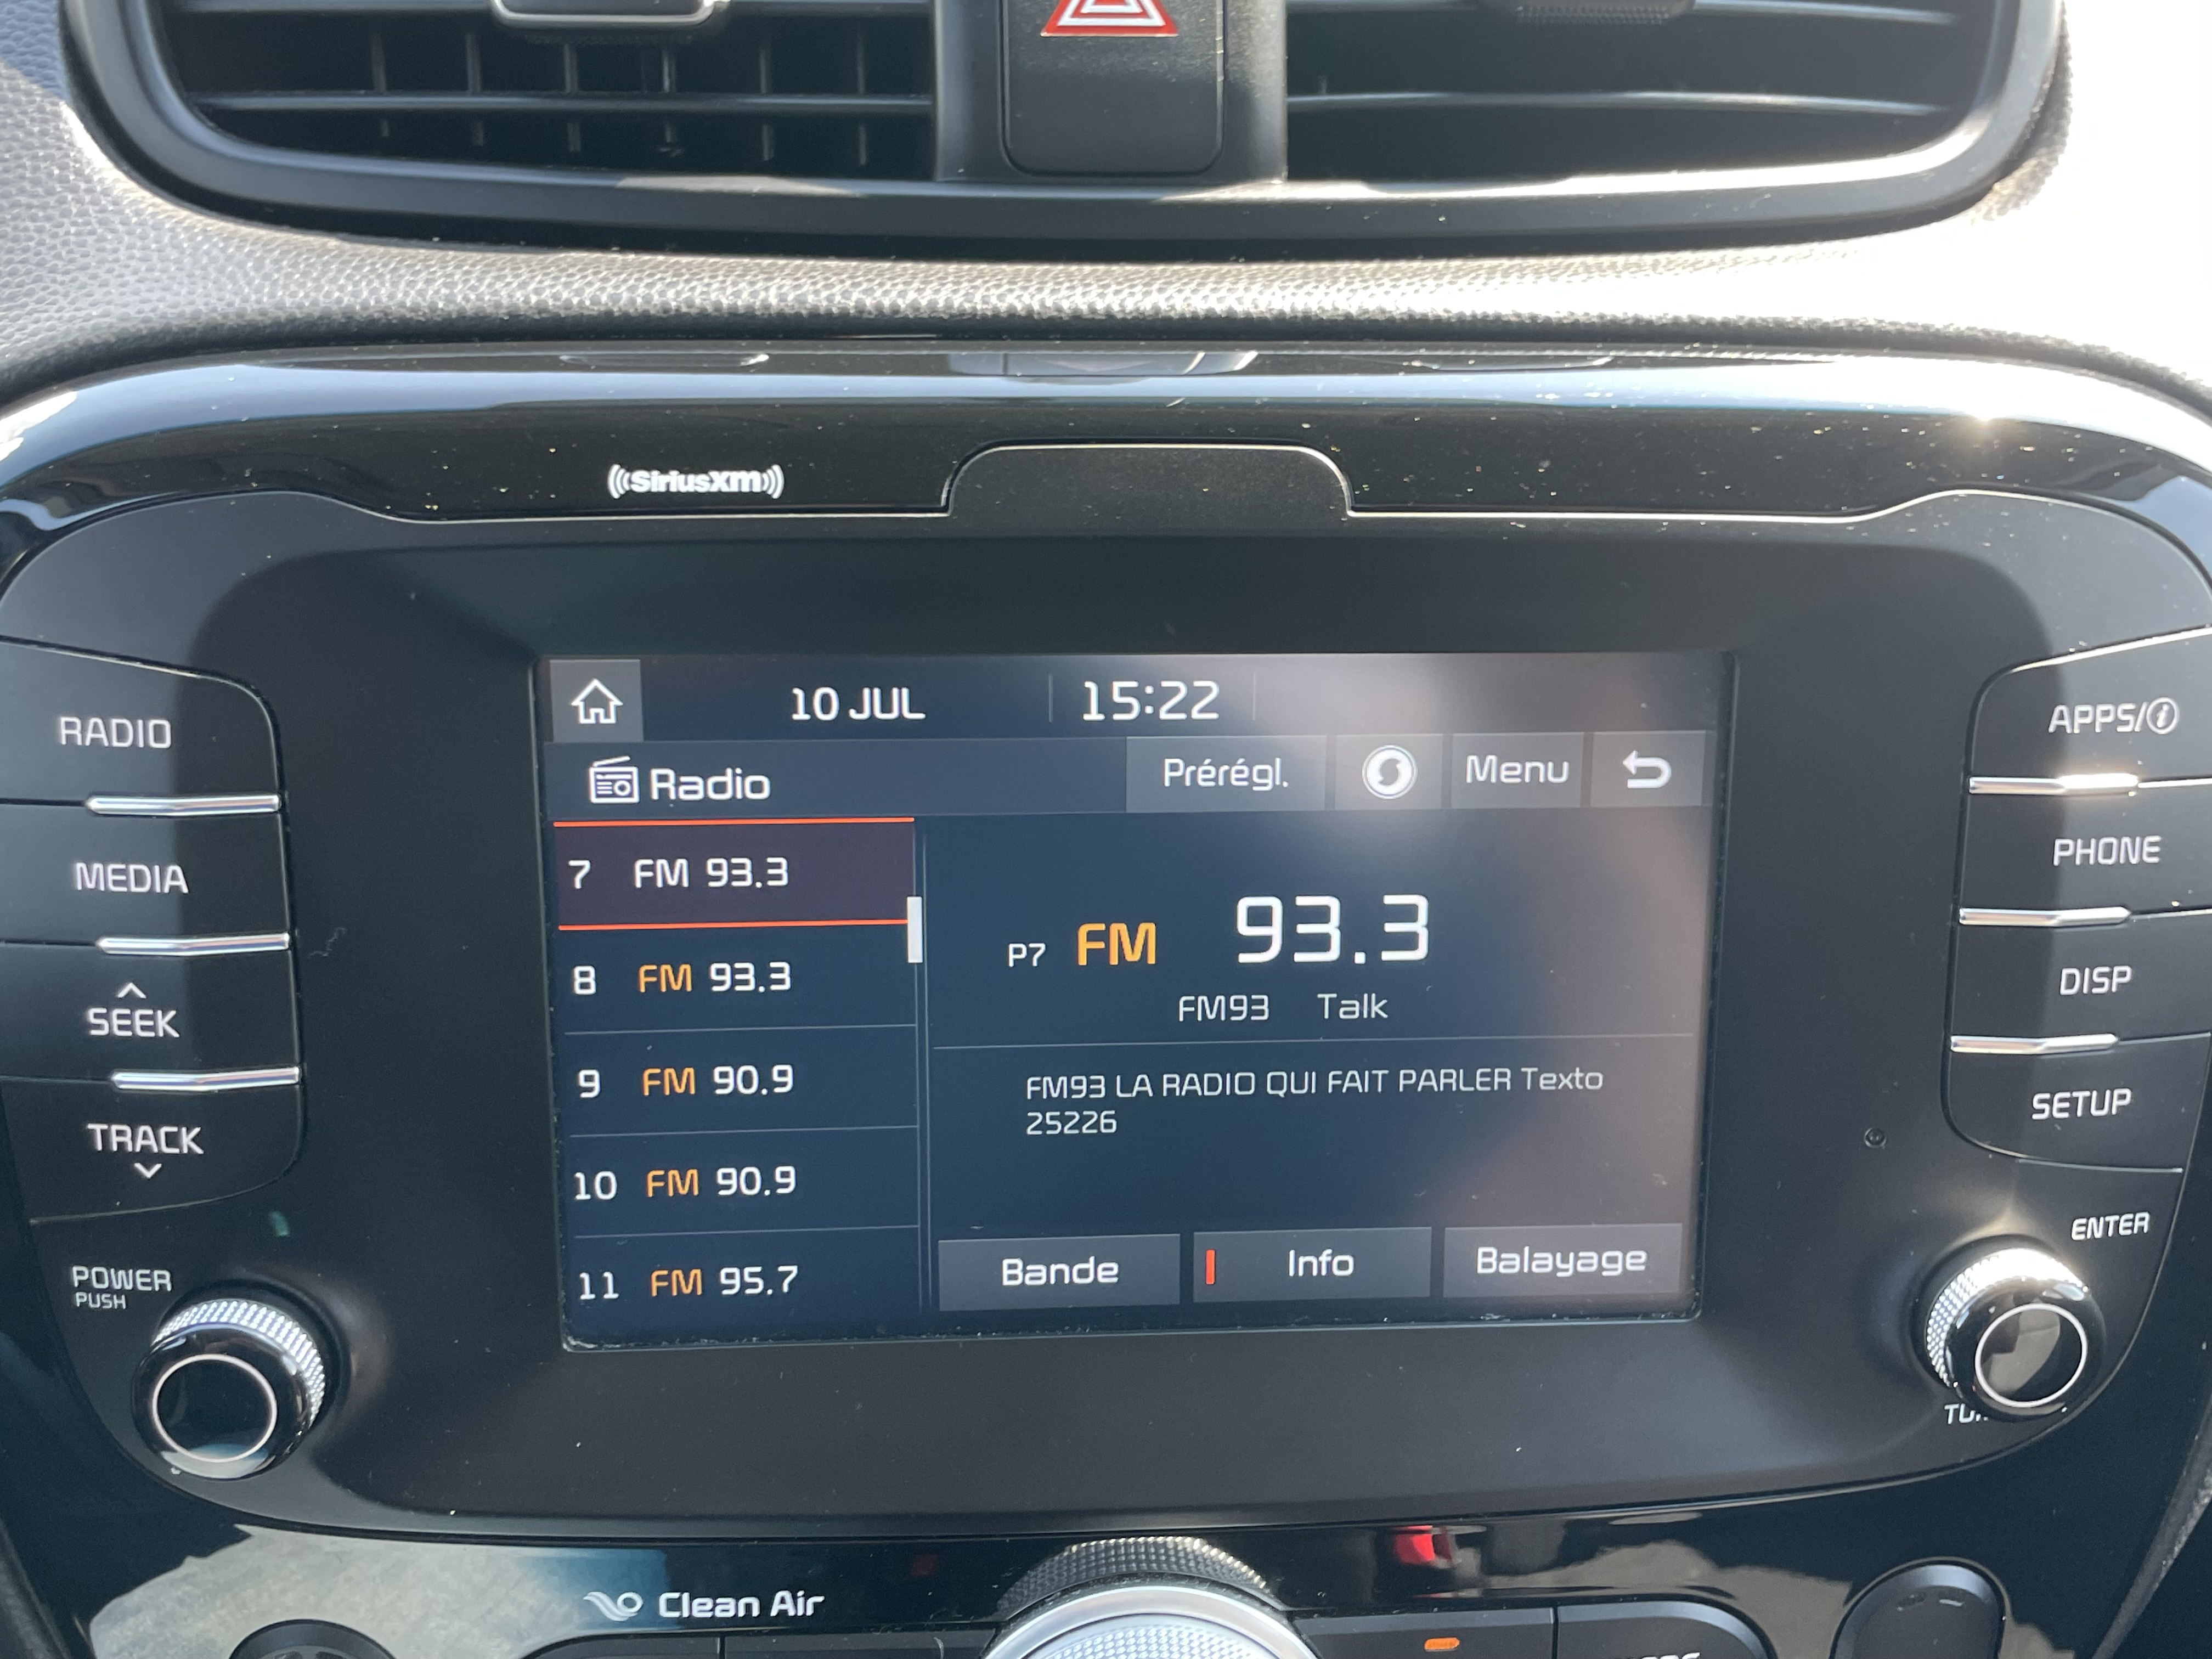 SiriusXM
RADIO
MEDIA
SEEK
TRACK
POWER
PUSH
10 JUL 15:22
Radio Prérégl. Menu
7 FM 93.3
8 FM 93.3
9 FM 90.9
10 FM 90.9
11 FM 95.7
P7 FM 93.3
FM93 Talk
FM93 LA RADIO QUI FAIT PARLER Texto
25226
Bande Info Balayage
APPS/i
PHONE
DISP
SETUP
ENTER
Clean Air